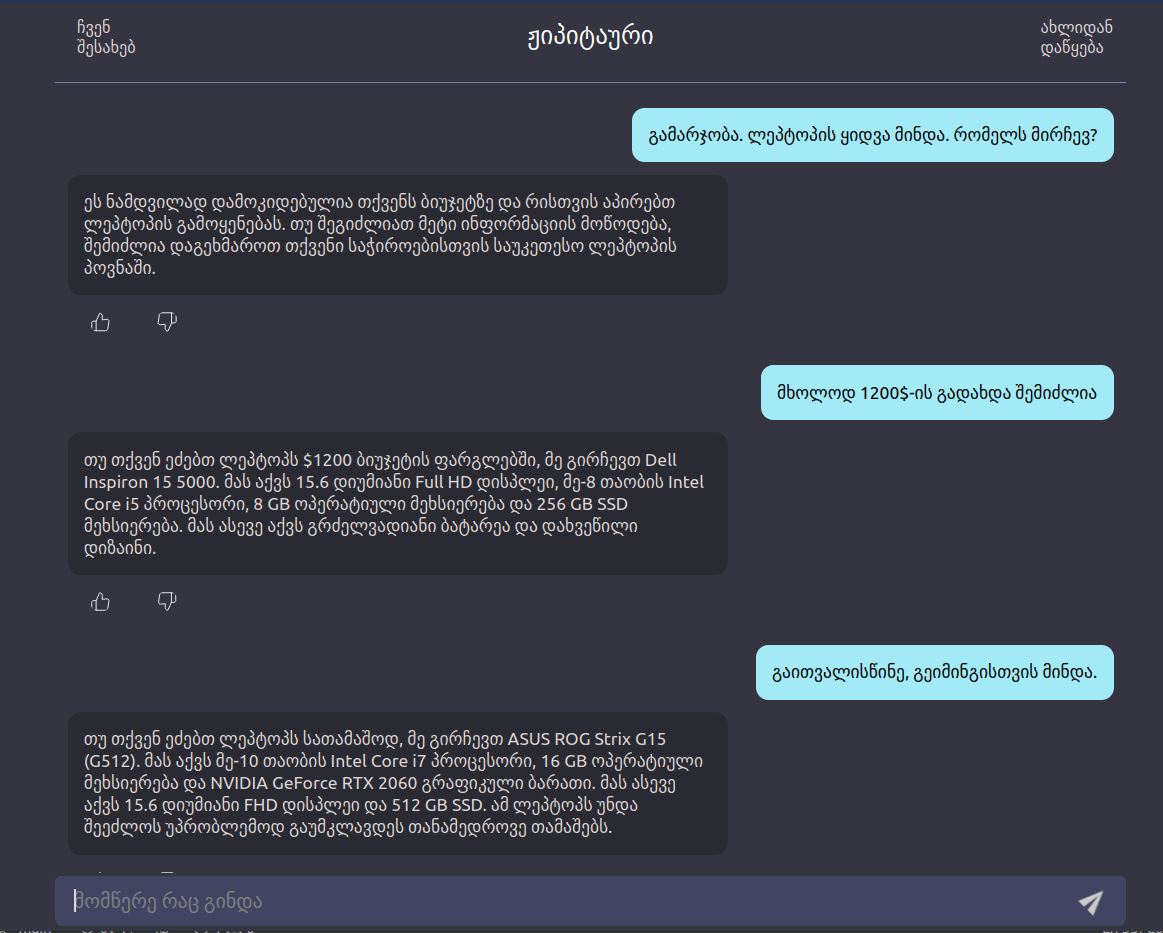 ჩვენ
შესახებ
ჟიპიტაური
ახლიდან
დაწყება
გამარჯობა. ლეპტოპის ყიდვა მინდა. რომელს მირჩევ?
ეს ნამდვილად დამოკიდებულია თქვენს ბიუჯეტზე და რისთვის აპირებთ
ლეპტოპის გამოყენებას. თუ შეგიძლიათ მეტი ინფორმაციის მოწოდება,
შემიძლია დაგეხმაროთ თქვენი საჭიროებისთვის საუკეთესო ლეპტოპის
პოვნაში.
მხოლოდ 1200$-ის გადახდა შემიძლია
თუ თქვენ ეძებთ ლეპტოპს $1200 ბიუჯეტის ფარგლებში, მე გირჩევთ Dell
Inspiron 15 5000. მას აქვს 15.6 დიუმიანი Full HD დისპლეი, მე-8 თაობის Intel
Core i5 პროცესორი, 8 GB ოპერატიული მეხსიერება და 256 GB SSD
მეხსიერება. მას ასევე აქვს გრძელვადიანი ბატარეა და დახვეწილი
დიზაინი.
გაითვალისწინე, გეიმინგისთვის მინდა.
თუ თქვენ ეძებთ ლეპტოპს სათამაშოდ, მე გირჩევთ ASUS ROG Strix G15
(G512). მას აქვს მე-10 თაობის Intel Core i7 პროცესორი, 16 GB ოპერატიული
მეხსიერება და NVIDIA GeForce RTX 2060 გრაფიკული ბარათი. მას ასევე
აქვს 15.6 დიუმიანი FHD დისპლეი და 512 GB SSD. ამ ლეპტოპს უნდა
შეეძლოს უპრობლემოდ გაუმკლავდეს თანამედროვე თამაშებს.
მომწერე რაც გინდა